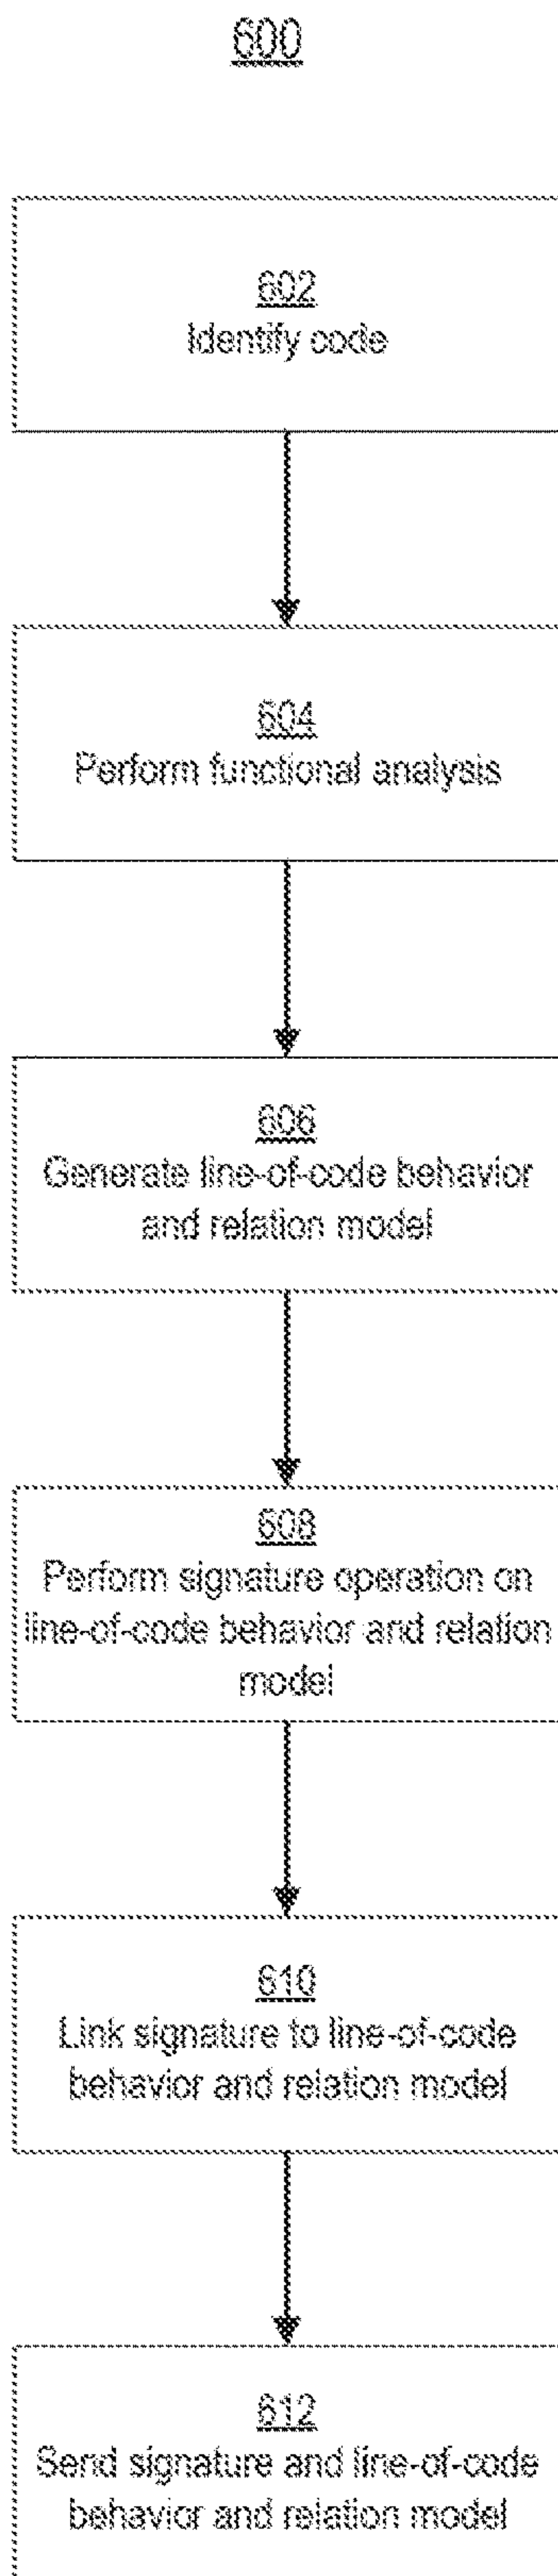 600
602
Identify code
604
Perform functional analysis
606
Generate line-of-code behavior
and relation model
608
Perform signature operation on
line-of-code behavior and relation
model
610
Link signature to line-of-code
behavior and relation model
612
Send signature and line-of-code
behavior and relation model